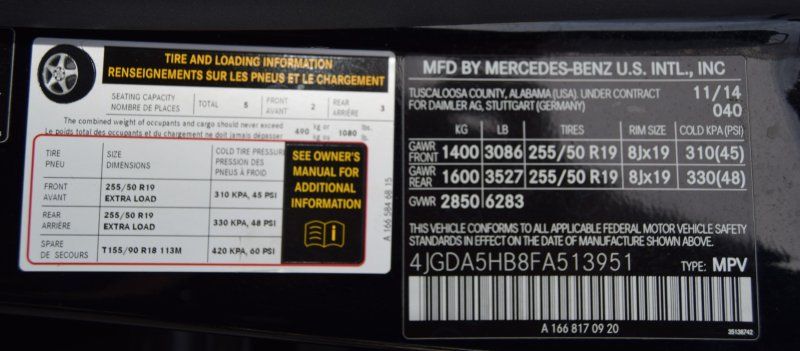 TIRE AND LOADING INFORMATION
RENSEIGNEMENTS SUR LES PNEUS ET LE CHARGEMENT
SEATING CAPACITY
NOMBRE DE PLACES
TOTAL 5
FRONT
AVANT
2
REAR
ARRIÈRE
3
The combined weight of occupants and cargo should never exceed
Le poids total des occupants et du chargement ne doit jamais dépasser
490 kg or
kg ou
1080 lbs.
lb.
TIRE
PNEU
SIZE
DIMENSIONS
COLD TIRE PRESSURE
PRESSION DES
PNEUS À FROID
FRONT
AVANT
255/50 R19
EXTRA LOAD
310 KPA, 45 PSI
REAR
ARRIÈRE
255/50 R19
EXTRA LOAD
330 KPA, 48 PSI
SPARE
DE SECOURS
T155/90 R18 113M
420 KPA, 60 PSI
SEE OWNER'S
MANUAL FOR
ADDITIONAL
INFORMATION
A 166 584 68 15
MFD BY MERCEDES-BENZ U.S. INTL., INC
TUSCALOOSA COUNTY, ALABAMA (USA). UNDER CONTRACT
FOR DAIMLER AG, STUTTGART (GERMANY)
11/14
040
KG LB TIRES RIM SIZE COLD KPA (PSI)
GAWR
FRONT
1400 3086 255/50 R19 8Jx19 310(45)
GAWR
REAR
1600 3527 255/50 R19 8Jx19 330(48)
GWR 2850 6283
THIS VEHICLE CONFORMS TO ALL APPLICABLE FEDERAL MOTOR VEHICLE SAFETY
STANDARDS IN EFFECT ON THE DATE OF MANUFACTURE SHOWN ABOVE.
4JGDA5HB8FA513951
TYPE: MPV
A 166 817 09 20
35138742